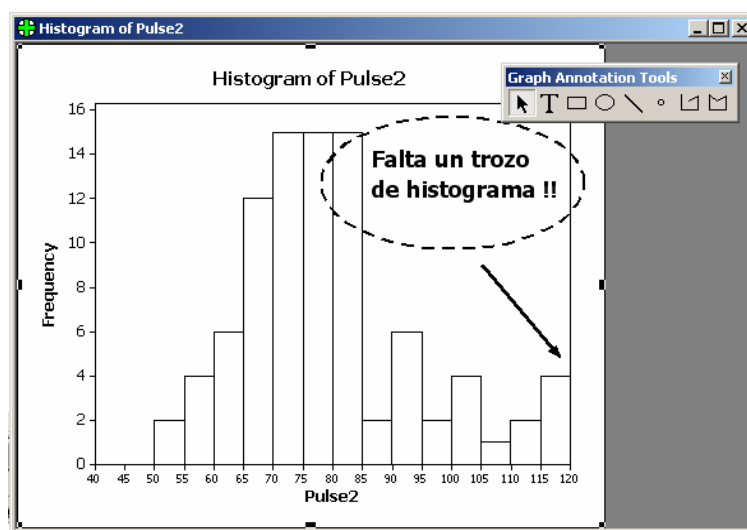 Histogram of Pulse2
Graph Annotation Tools
T
Histogram of Pulse2
Falta un trozo
de histograma !!
Frequency
16
14
12
10
8
6
4
2
0
40 45 50 55 60 65 70 75 80 85 90 95 100 105 110 115 120
Pulse2